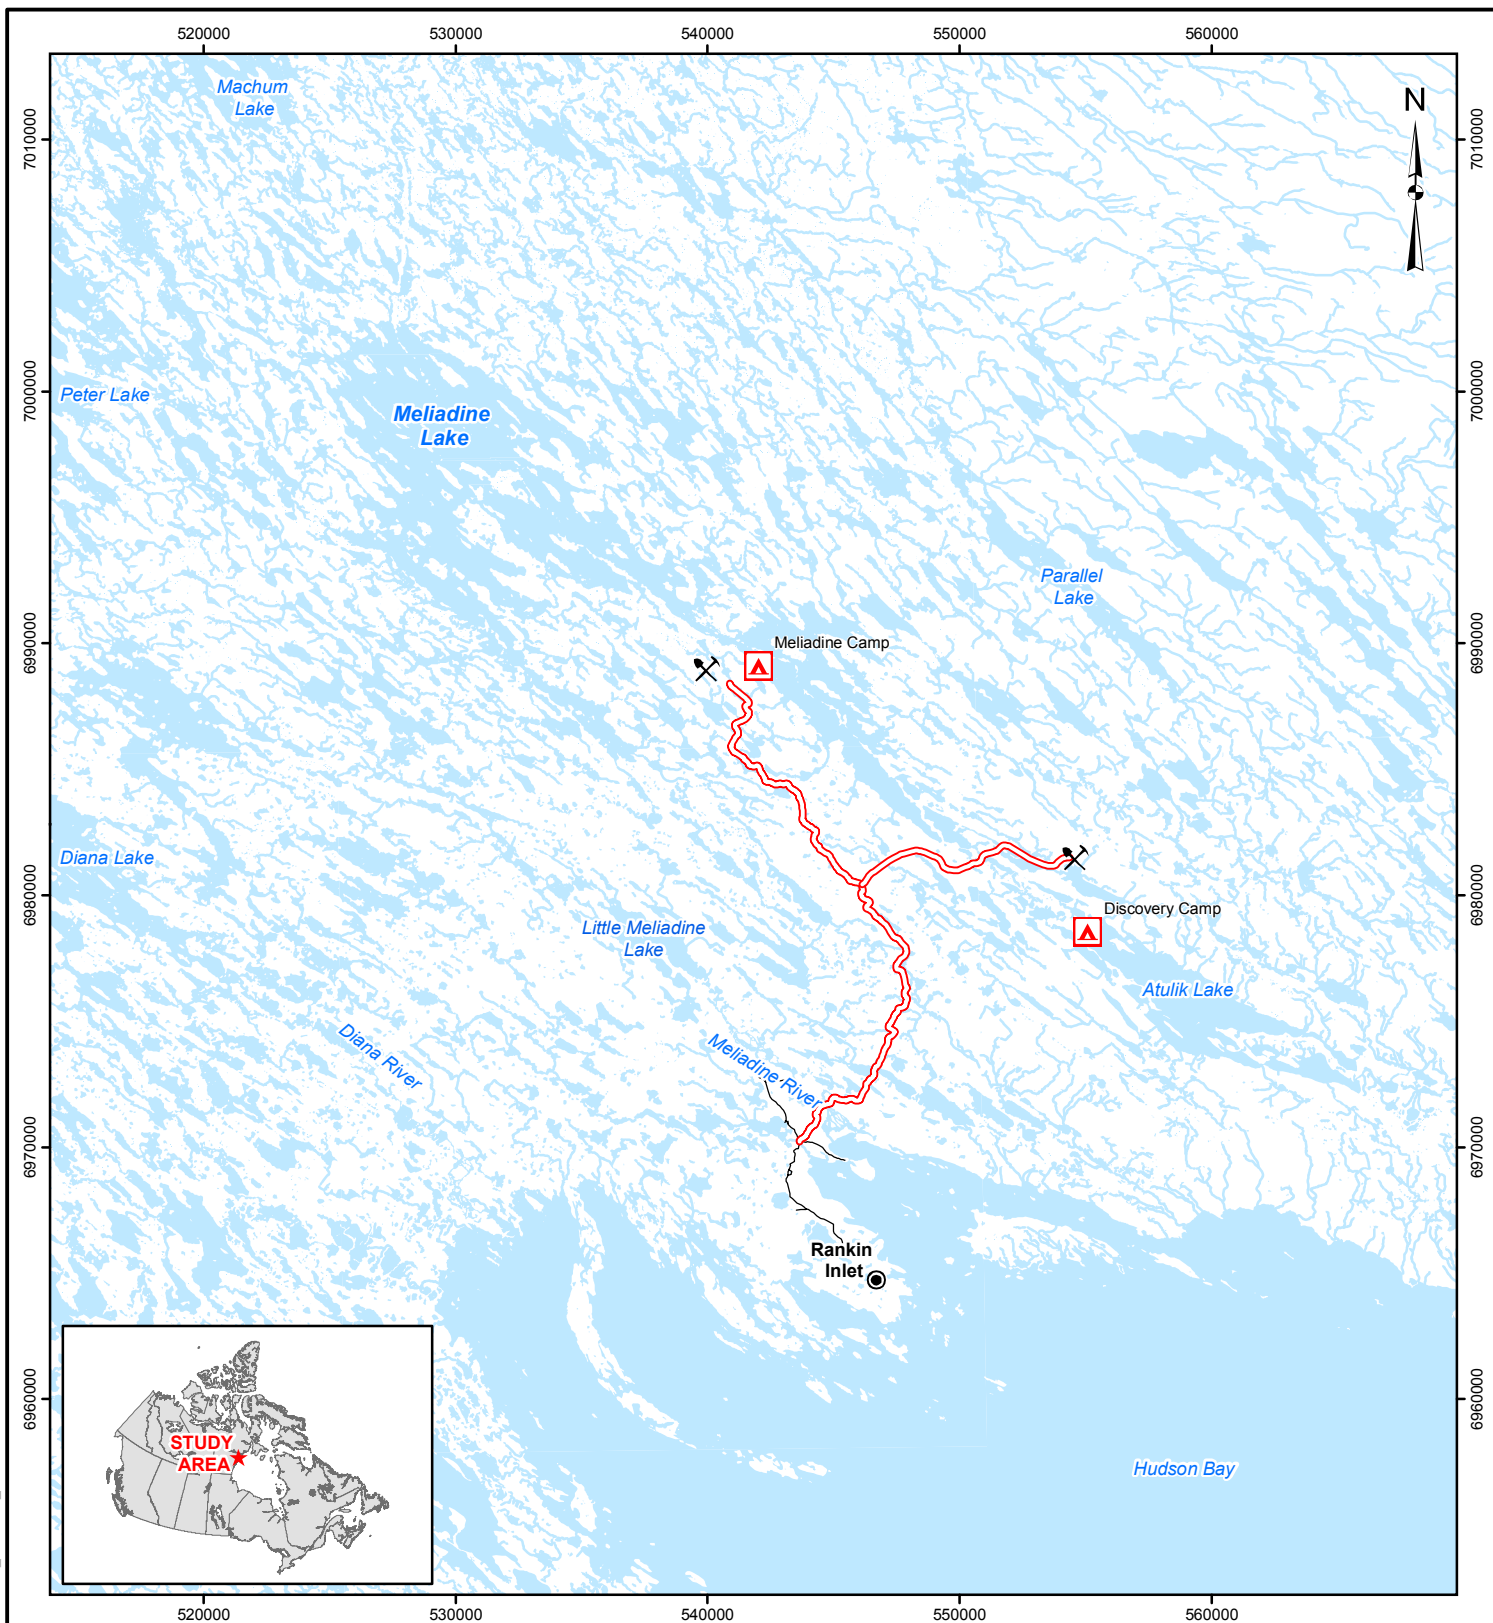 520000
530000
540000
550000
560000
Machum
Lake
N
7010000
7010000
7000000
7000000
Peter Lake
Meliadine
Lake
Parallel
Lake
6990000
6990000
Meliadine Camp
Diana Lake
6980000
6980000
Discovery Camp
Little Meliadine
Lake
Atulik Lake
Diana River
Meliadine River
6970000
6970000
Rankin
Inlet
6960000
6960000
STUDY
AREA
Hudson Bay
520000
530000
540000
550000
560000